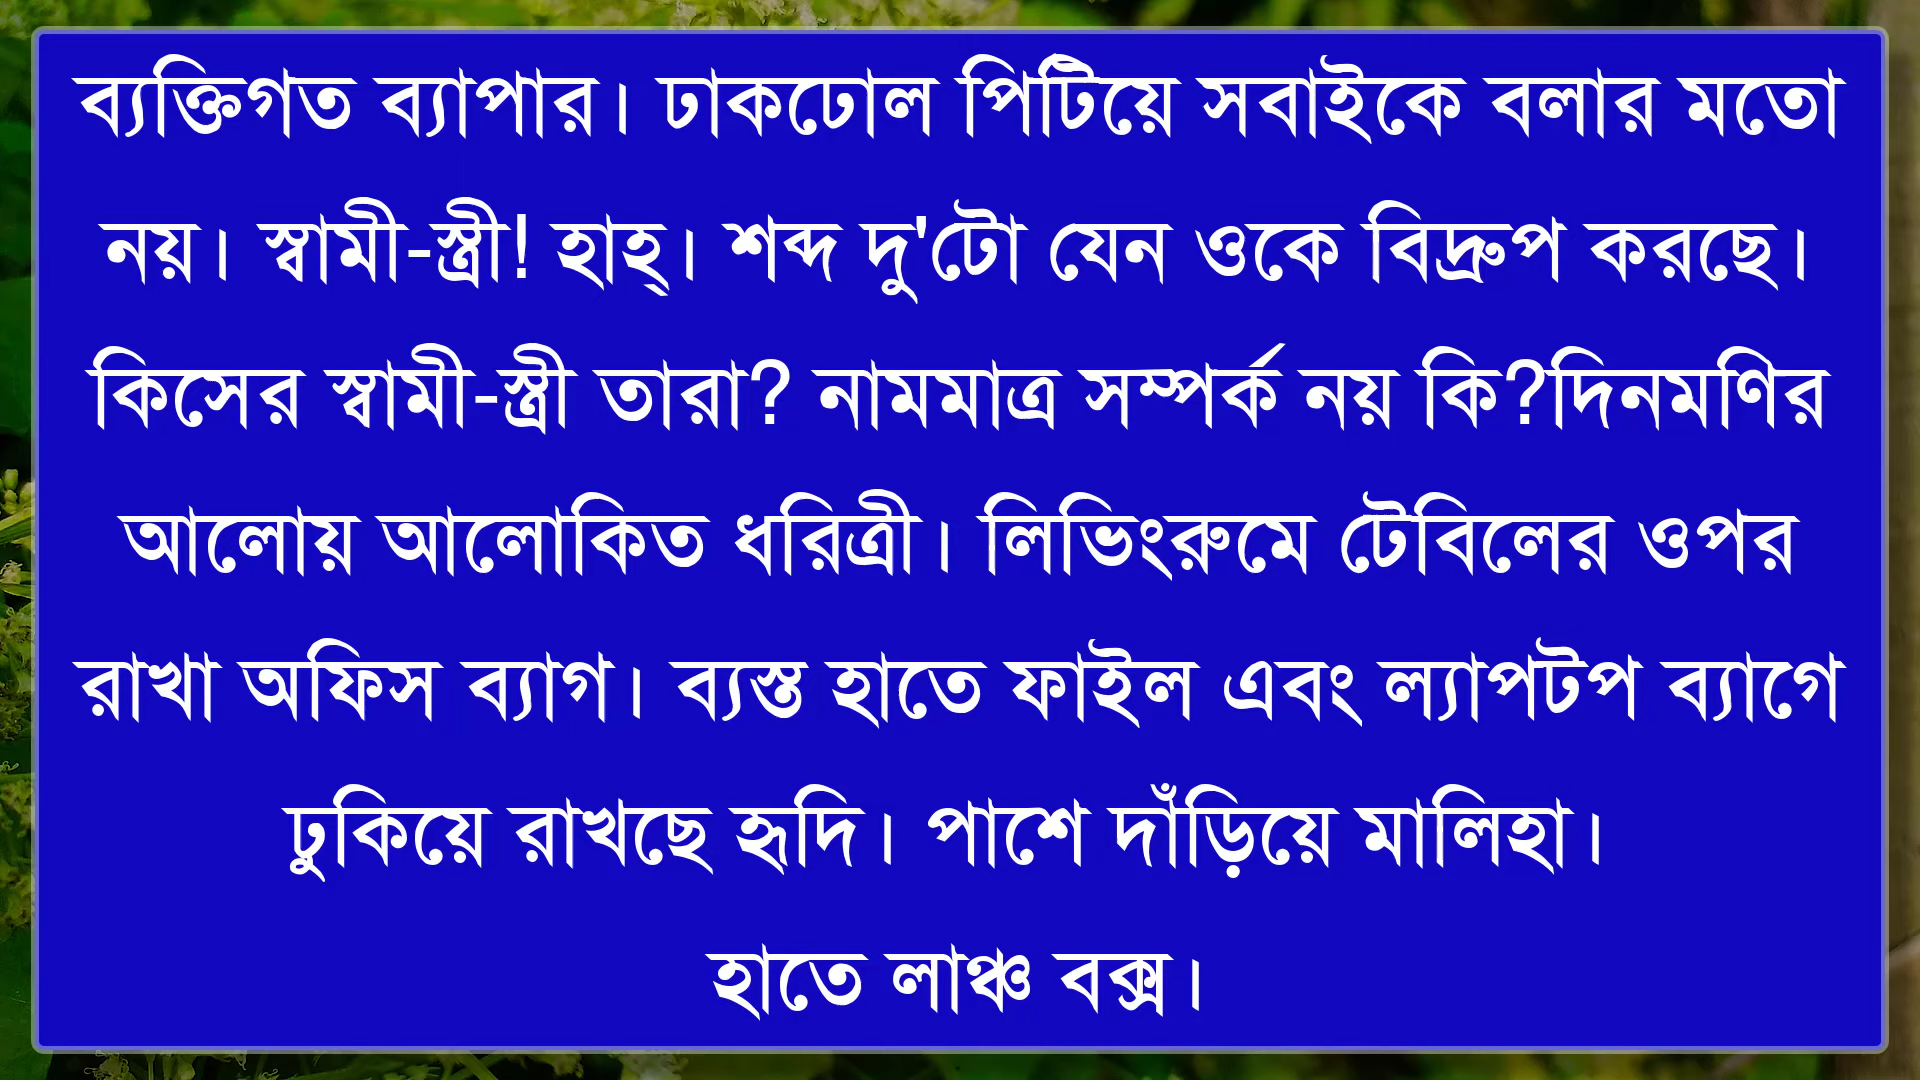 ব্যক্তিগত ব্যাপার। ঢাকঢোল পিটিয়ে সবাইকে বলার মতো
নয়। স্বামী-স্ত্রী! হাহ্। শব্দ দু'টো যেন ওকে বিদ্রুপ করছে।
কিসের স্বামী-স্ত্রী তারা? নামমাত্র সম্পর্ক নয় কি?দিনমণির
আলোয় আলোকিত ধরিত্রী। লিভিংরুমে টেবিলের ওপর
রাখা অফিস ব্যাগ। ব্যস্ত হাতে ফাইল এবং ল্যাপটপ ব্যাগে
ঢুকিয়ে রাখছে হৃদি। পাশে দাঁড়িয়ে মালিহা।
হাতে লাঞ্চ বক্স।